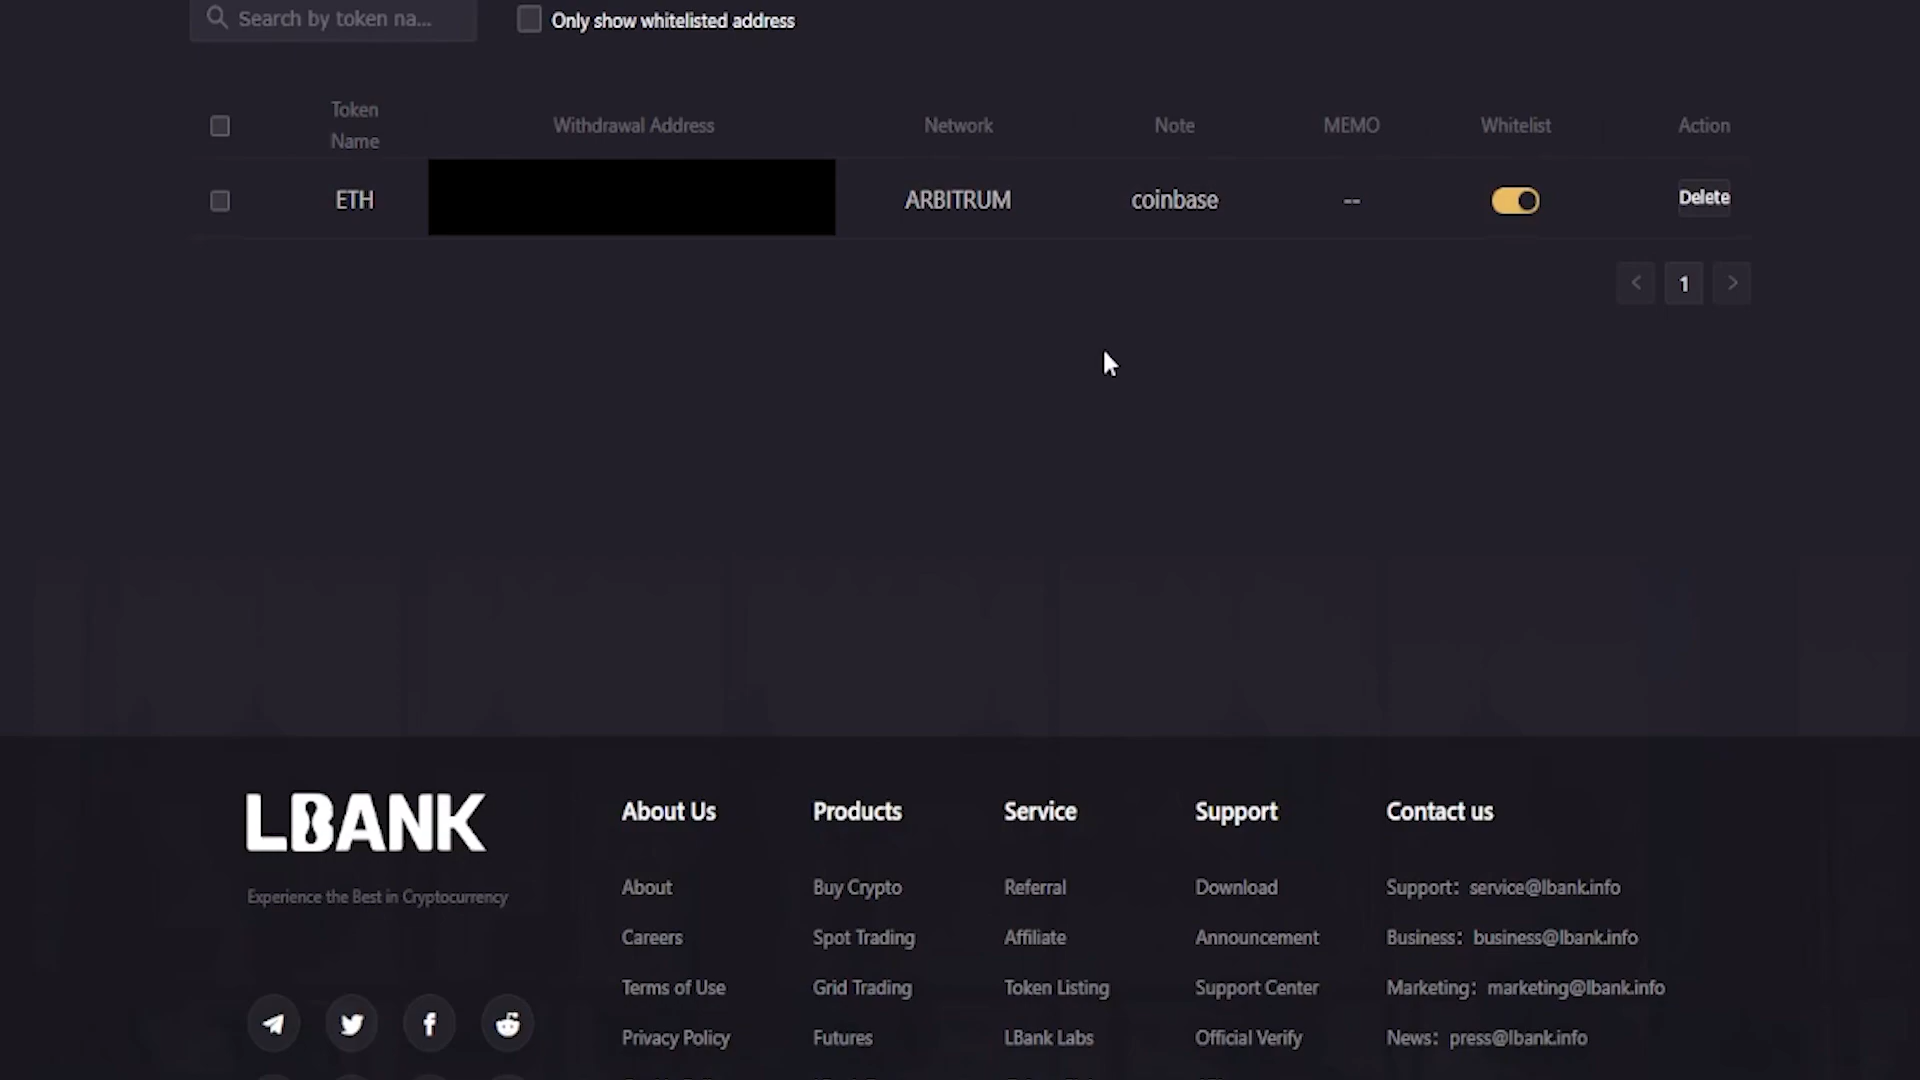 Search by token na...
Only show whitelisted address
Token Name
Withdrawal Address
Network
Note
MEMO
Whitelist
Action
ETH
ARBITRUM
coinbase
--
Delete
< 1 >
LBANK
Experience the Best in Cryptocurrency
About Us
About
Careers
Terms of Use
Privacy Policy
Products
Buy Crypto
Spot Trading
Grid Trading
Futures
Service
Referral
Affiliate
Token Listing
LBank Labs
Support
Download
Announcement
Support Center
Official Verify
Contact us
Support: service@lbank.info
Business: business@lbank.info
Marketing: marketing@lbank.info
News: press@lbank.info